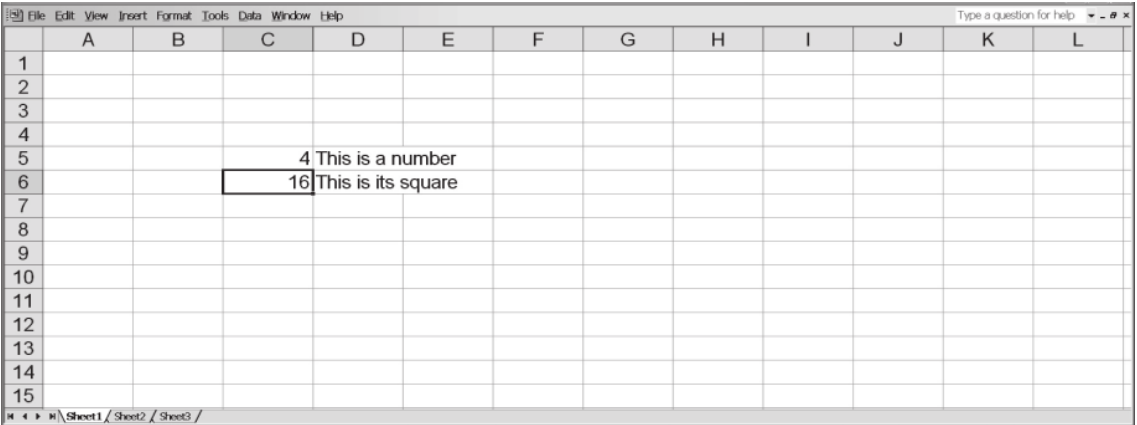 File Edit View Insert Format Tools Data Window Help Type a question for help
A B C D E F G H I J K L
1
2
3
4
5 4 This is a number
6 16 This is its square
7
8
9
10
11
12
13
14
15
Sheet1 / Sheet2 / Sheet3 /